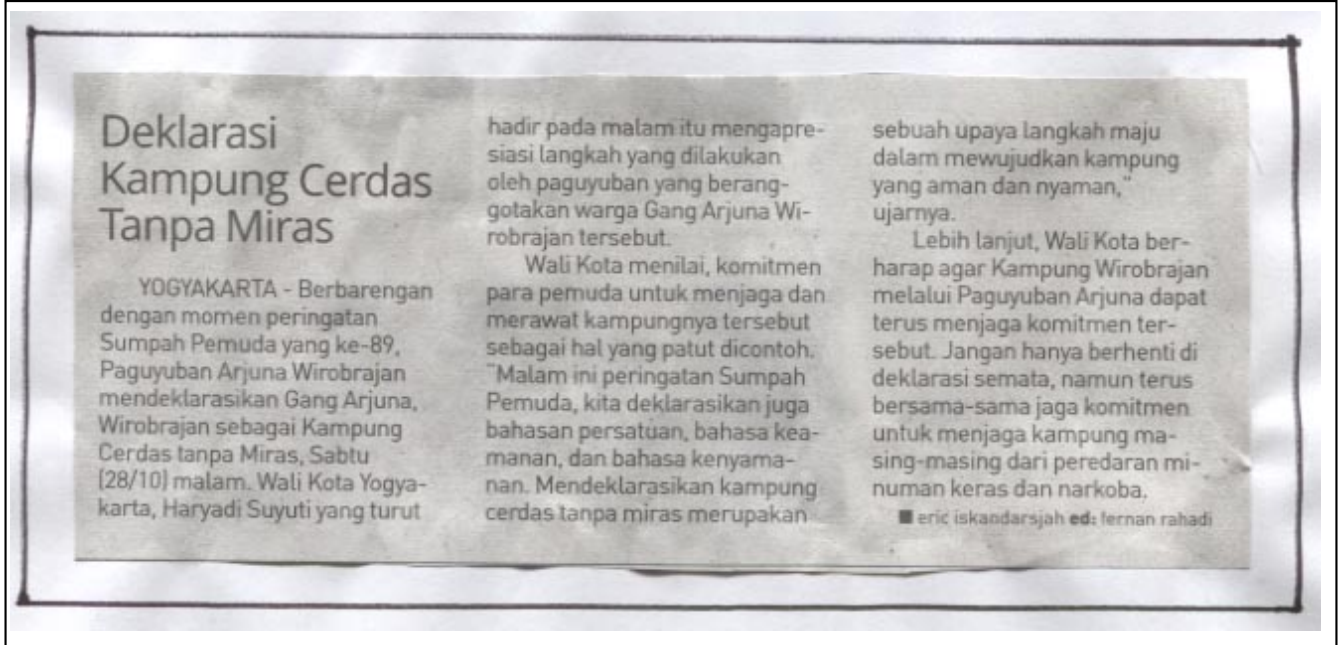 Deklarasi
Kampung Cerdas
Tanpa Miras
YOGYAKARTA - Berbarengan
dengan momen peringatan
Sumpah Pemuda yang ke-89,
Paguyuban Arjuna Wirobrajan
mendeklarasikan Gang Arjuna,
Wirobrajan sebagai Kampung
Cerdas tanpa Miras, Sabtu
(28/10) malam. Wali Kota Yogya-
karta, Haryadi Suyuti yang turut
hadir pada malam itu mengapre-
siasi langkah yang dilakukan
oleh paguyuban yang berang-
gotakan warga Gang Arjuna Wi-
robrajan tersebut.
Wali Kota menilai, komitmen
para pemuda untuk menjaga dan
merawat kampungnya tersebut
sebagai hal yang patut dicontoh.
"Malam ini peringatan Sumpah
Pemuda, kita deklarasikan juga
bahasan persatuan, bahasa kea-
manan, dan bahasa kenyama-
nan. Mendeklarasikan kampung
cerdas tanpa miras merupakan
sebuah upaya langkah maju
dalam mewujudkan kampung
yang aman dan nyaman,"
ujarnya.
Lebih lanjut, Wali Kota ber-
harap agar Kampung Wirobrajan
melalui Paguyuban Arjuna dapat
terus menjaga komitmen ter-
sebut. Jangan hanya berhenti di
deklarasi semata, namun terus
bersama-sama jaga komitmen
untuk menjaga kampung ma-
sing-masing dari peredaran mi-
numan keras dan narkoba.
■ eric iskandarsjah ed: fernan rahadi